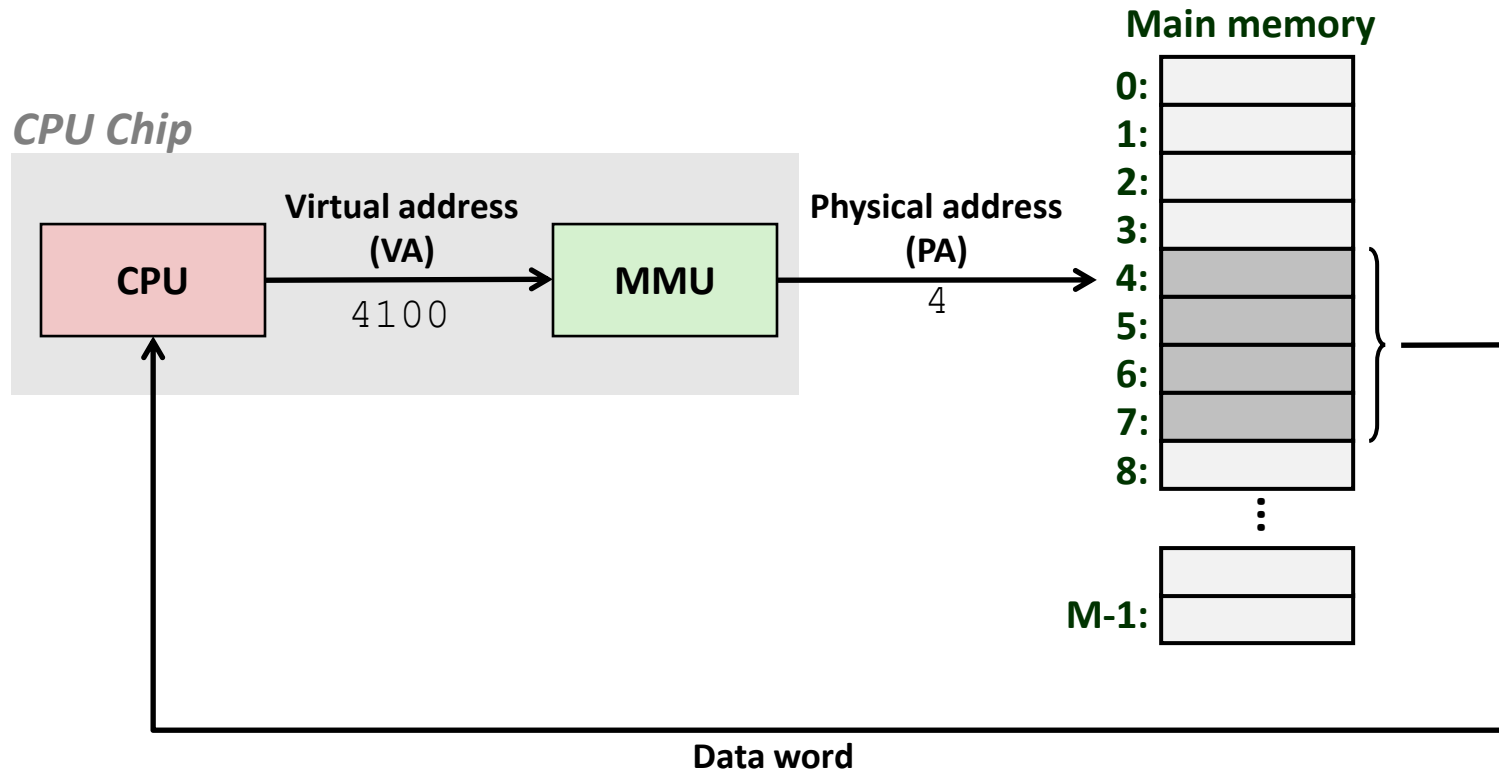 Main memory
0:
CPU Chip
1:
2:
Virtual address
(VA)
Physical address
(PA)
3:
CPU
MMU
4:
4100
4
5:
6:
7:
8:
M-1:
Data word